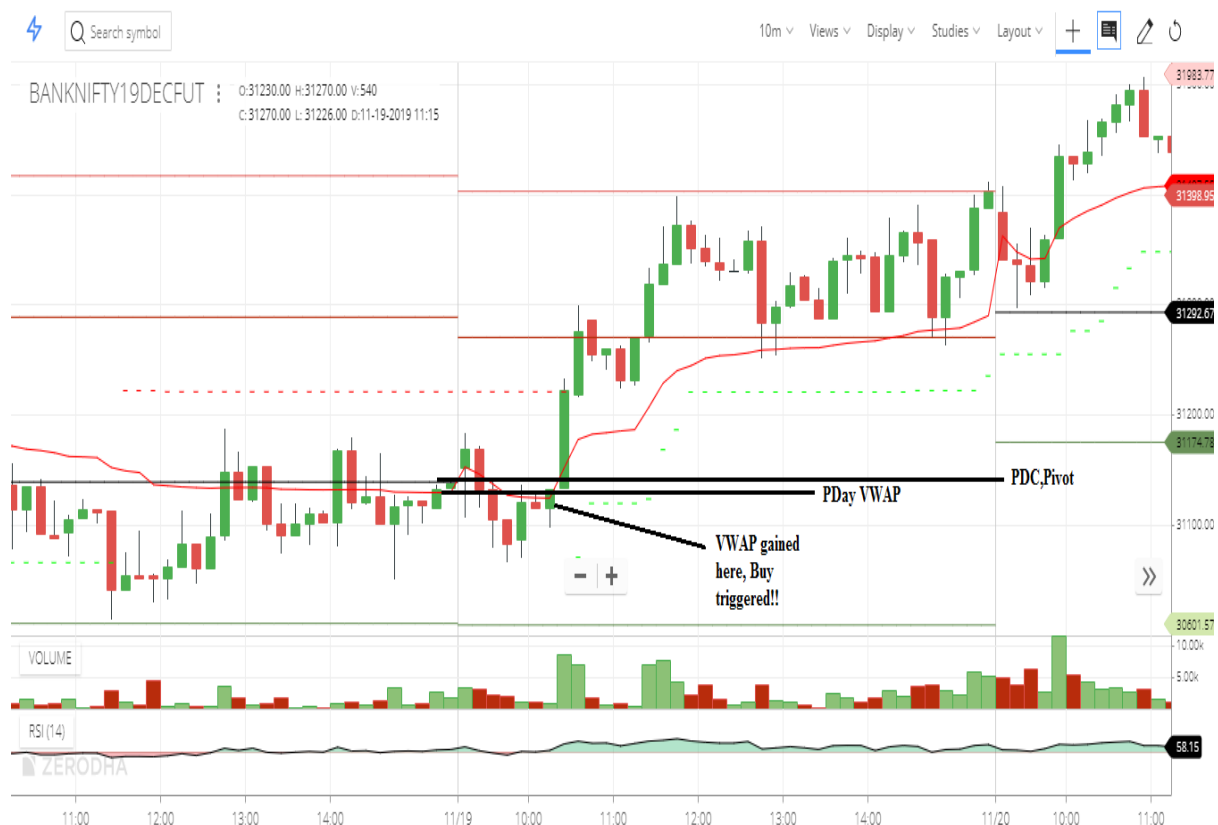 Search symbol
10m Views Display Studies Layout
BANKNIFTY19DECFUT
O:31230.00 H:31270.00 V:540
C:31270.00 L: 31226.00 D:11-19-2019 11:15
31983.77
31398.95
31292.67
31200.00
31174.78
PDC,Pivot
PDay VWAP
31100.00
VWAP gained
here, Buy
triggered!!
30601.57
VOLUME
10.00k
5.00k
RSI (14)
58.15
ZERODHA
11:00 12:00 13:00 14:00 11/19 10:00 11:00 12:00 13:00 14:00 11/20 10:00 11:00